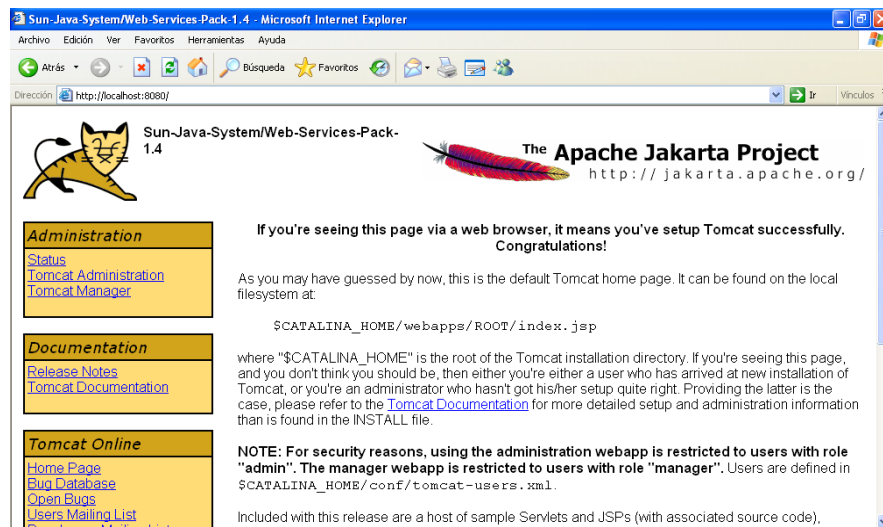 Sun-Java-System/Web-Services-Pack-1.4 - Microsoft Internet Explorer
Archivo Edición Ver Favoritos Herramientas Ayuda
Atrás Búsqueda Favoritos
Dirección http://localhost:8080/ Ir Vínculos
Sun-Java-System/Web-Services-Pack-
1.4
The Apache Jakarta Project
http://jakarta.apache.org/
Administration
Status
Tomcat Administration
Tomcat Manager
Documentation
Release Notes
Tomcat Documentation
Tomcat Online
Home Page
Bug Database
Open Bugs
Users Mailing List
If you're seeing this page via a web browser, it means you've setup Tomcat successfully.
Congratulations!
As you may have guessed by now, this is the default Tomcat home page. It can be found on the local
filesystem at:
$CATALINA_HOME/webapps/ROOT/index.jsp
where "$CATALINA_HOME" is the root of the Tomcat installation directory. If you're seeing this page,
and you don't think you should be, then either you're either a user who has arrived at new installation of
Tomcat, or you're an administrator who hasn't got his/her setup quite right. Providing the latter is the
case, please refer to the Tomcat Documentation for more detailed setup and administration information
than is found in the INSTALL file.
NOTE: For security reasons, using the administration webapp is restricted to users with role
"admin". The manager webapp is restricted to users with role "manager". Users are defined in
$CATALINA_HOME/conf/tomcat-users.xml.
Included with this release are a host of sample Servlets and JSPs (with associated source code),